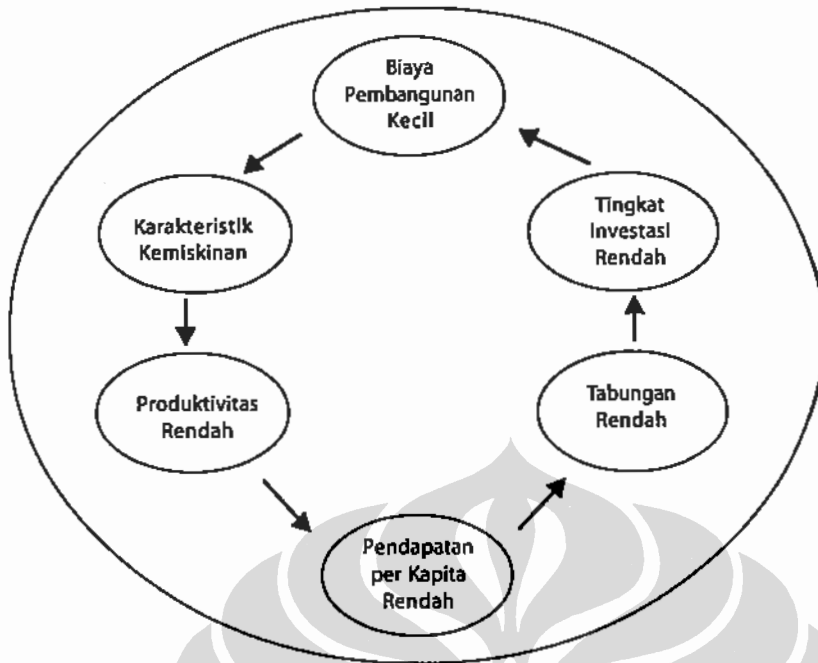 Biaya
Pembangunan
Kecil
Karakteristik
Kemiskinan
Tingkat
Investasi
Rendah
Produktivitas
Rendah
Tabungan
Rendah
Pendapatan
per Kapita
Rendah